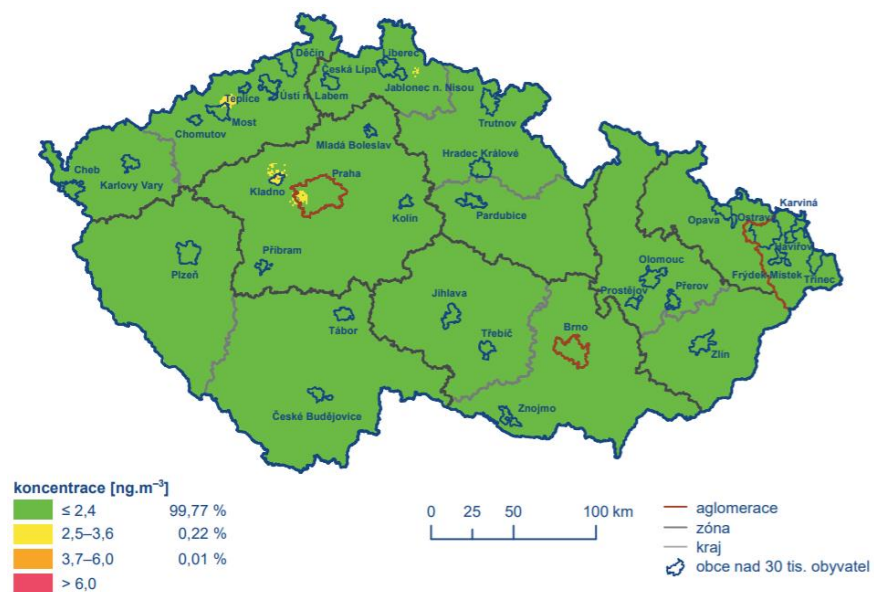 Děčín
Liberec
Česká Lípa
Jablonec n. Nisou
Teplice
Ústí n. Labem
Most
Chomutov
Trutnov
Mladá Boleslav
Hradec Králové
Cheb
Karlovy Vary
Praha
Kladno
Kolín
Pardubice
Karviná
Opava
Ostrava
Havířov
Příbram
Plzeň
Olomouc
Frýdek-Místek
Třinec
Prostějov
Přerov
Jihlava
Tábor
Třebíč
Brno
Zlín
České Budějovice
Znojmo
koncentrace [ng.m⁻³]
≤ 2,4 99,77 %
2,5–3,6 0,22 %
3,7–6,0 0,01 %
> 6,0
0 25 50 100 km
aglomerace
zóna
kraj
obce nad 30 tis. obyvatel